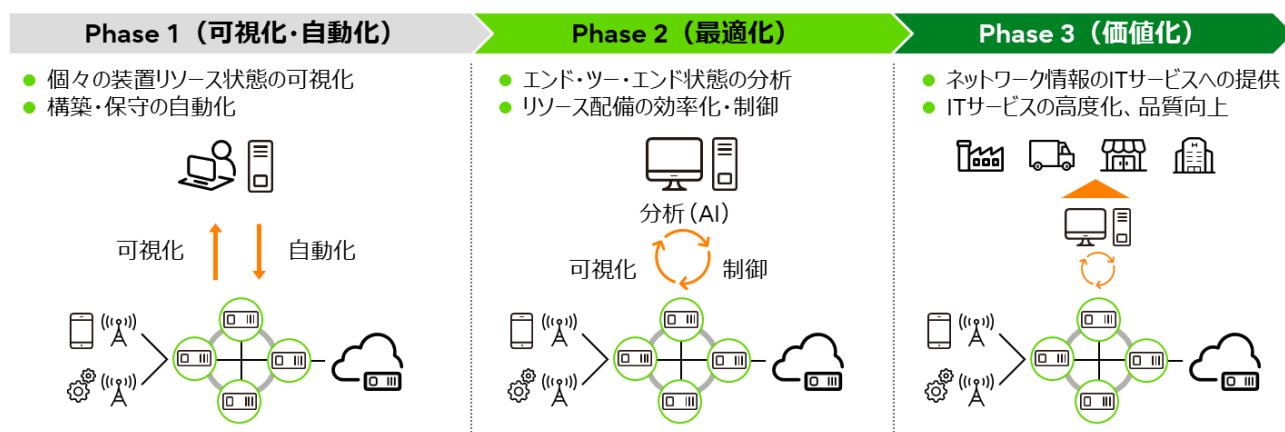 Phase 1（可視化・自動化）
Phase 2（最適化）
Phase 3（価値化）
個々の装置リソース状態の可視化
構築・保守の自動化
可視化
自動化
エンド・ツー・エンド状態の分析
リソース配備の効率化・制御
分析（AI）
可視化
制御
ネットワーク情報のITサービスへの提供
ITサービスの高度化、品質向上
H